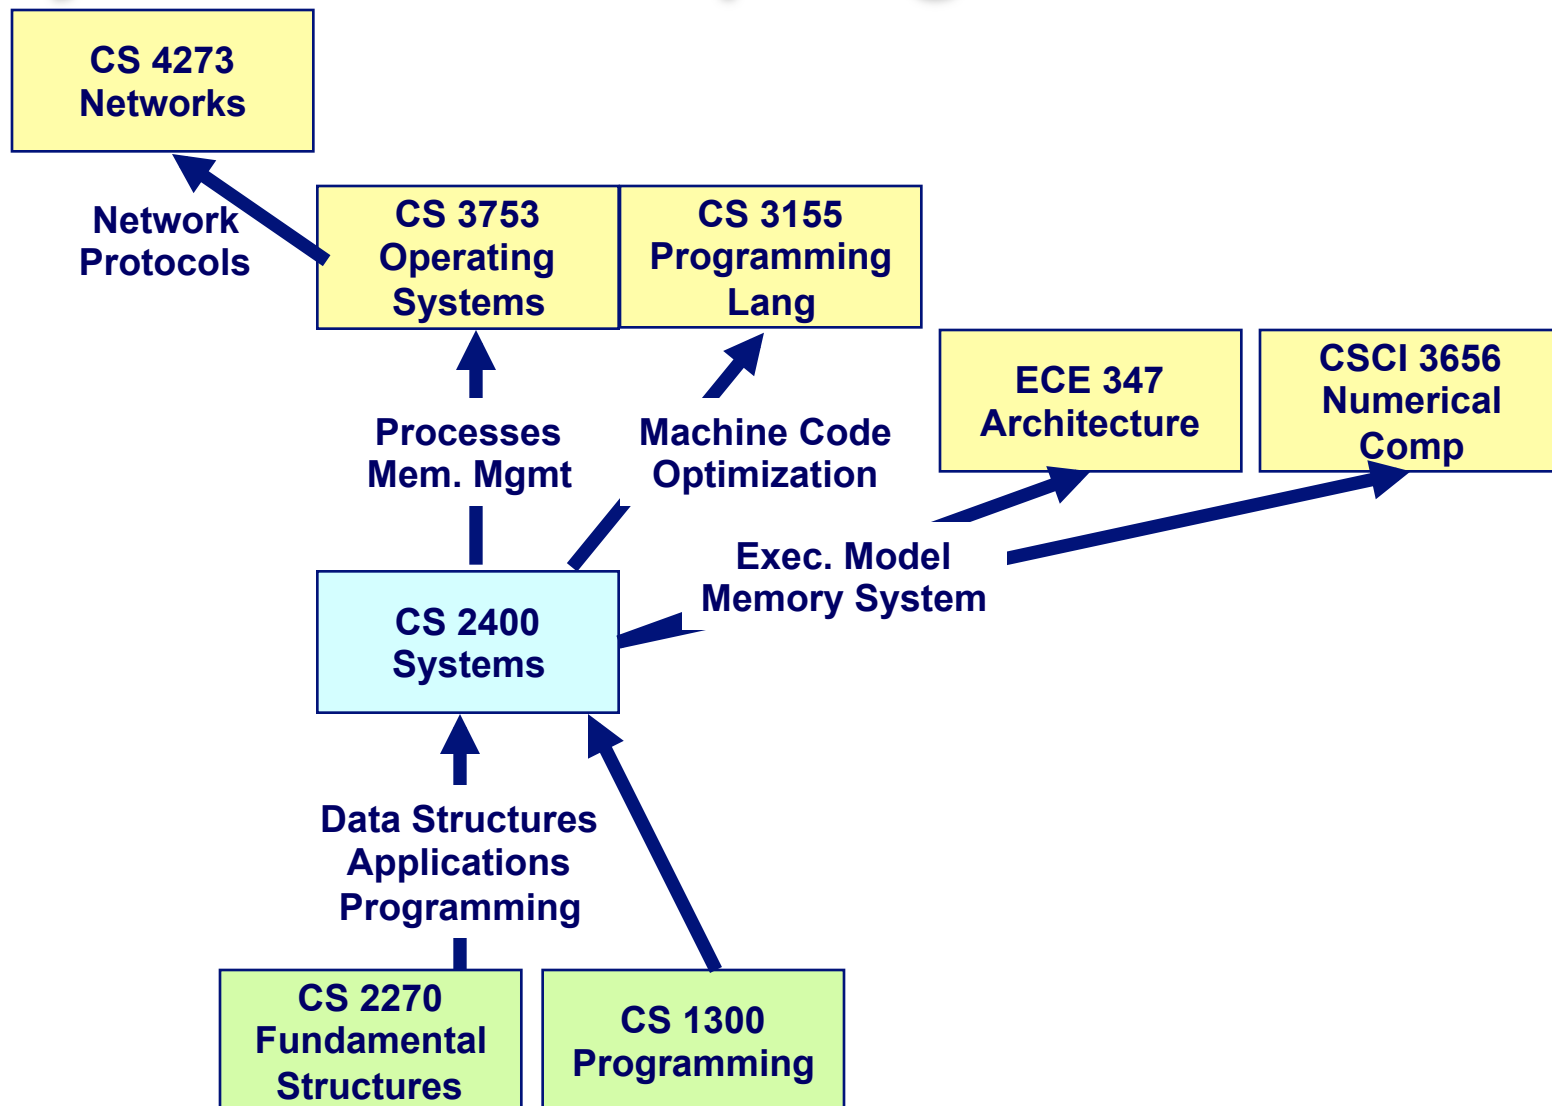 CS 4273
Networks
Network
Protocols
CS 3753
Operating
Systems
CS 3155
Programming
Lang
ECE 347
Architecture
CSCI 3656
Numerical
Comp
Processes
Mem. Mgmt
Machine Code
Optimization
Exec. Model
Memory System
CS 2400
Systems
Data Structures
Applications
Programming
CS 2270
Fundamental
Structures
CS 1300
Programming